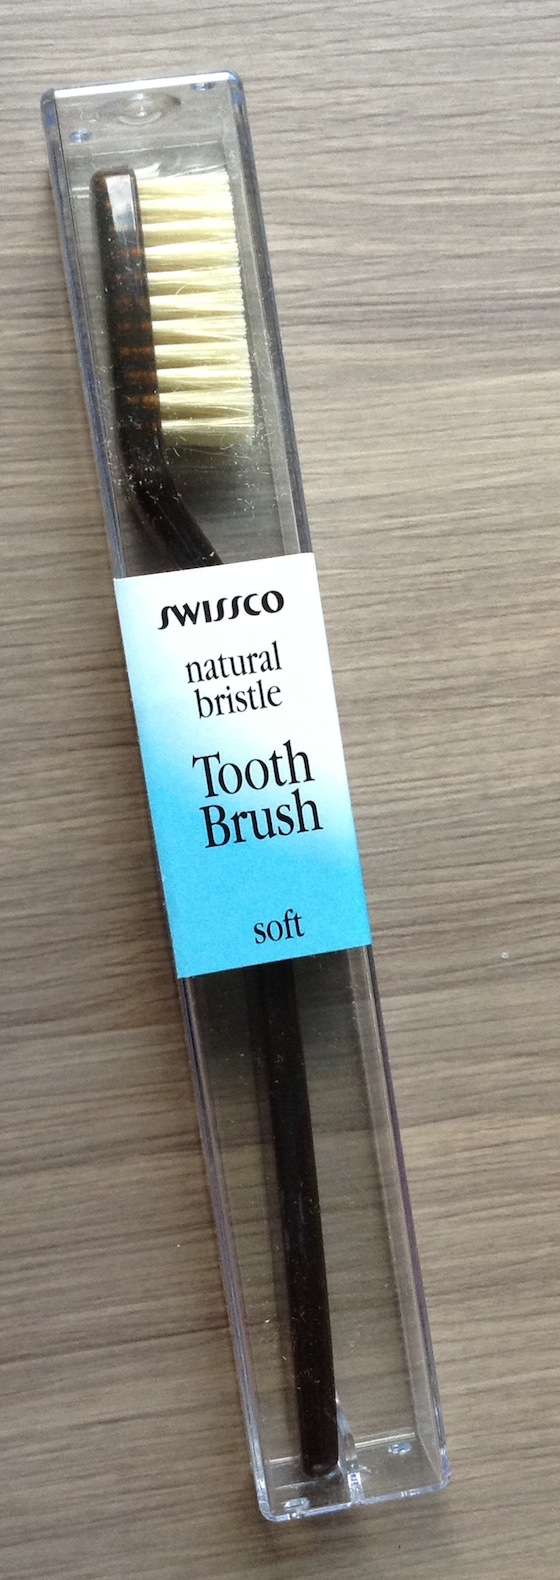 SWISSCO
natural
bristle
Tooth
Brush
soft